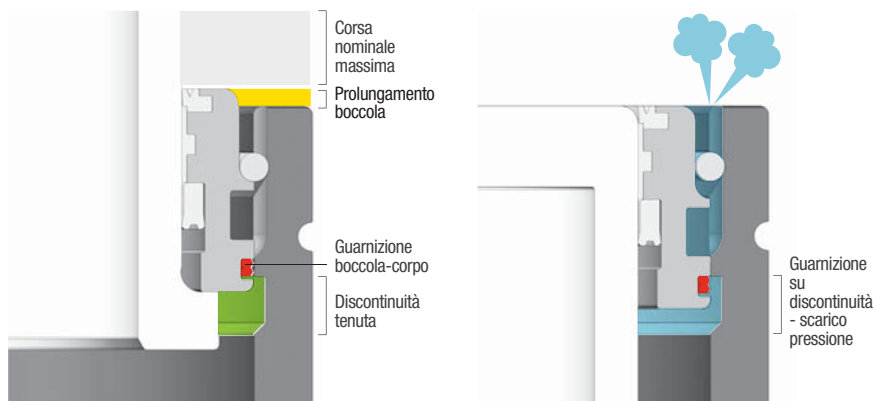 Corsa
nominale
massima
Prolungamento
boccola
Guarnizione
boccola-corpo
Discontinuità
tenuta
Guarnizione
su
discontinuità
- scarico
pressione